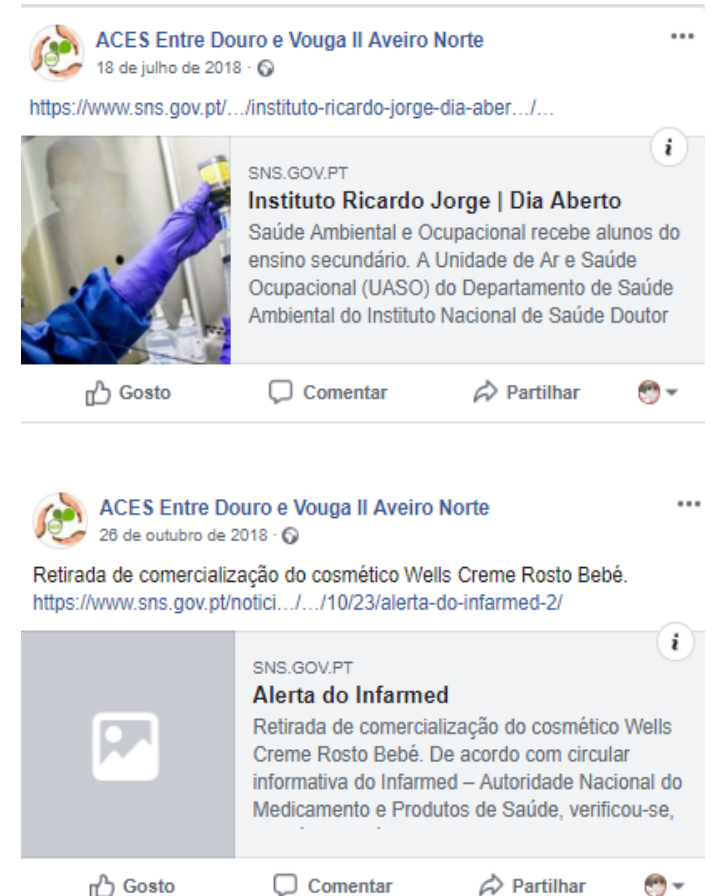 ACES Entre Douro e Vouga II Aveiro Norte
18 de julho de 2018 ·
https://www.sns.gov.pt/…/instituto-ricardo-jorge-dia-aber…/…
i
SNS.GOV.PT
Instituto Ricardo Jorge | Dia Aberto
Saúde Ambiental e Ocupacional recebe alunos do
ensino secundário. A Unidade de Ar e Saúde
Ocupacional (UASO) do Departamento de Saúde
Ambiental do Instituto Nacional de Saúde Doutor
Gosto Comentar Partilhar
ACES Entre Douro e Vouga II Aveiro Norte
26 de outubro de 2018 ·
Retirada de comercialização do cosmético Wells Creme Rosto Bebé.
https://www.sns.gov.pt/notici…/…/10/23/alerta-do-infarmed-2/
i
SNS.GOV.PT
Alerta do Infarmed
Retirada de comercialização do cosmético Wells
Creme Rosto Bebé. De acordo com circular
informativa do Infarmed – Autoridade Nacional do
Medicamento e Produtos de Saúde, verificou-se,
Gosto Comentar Partilhar